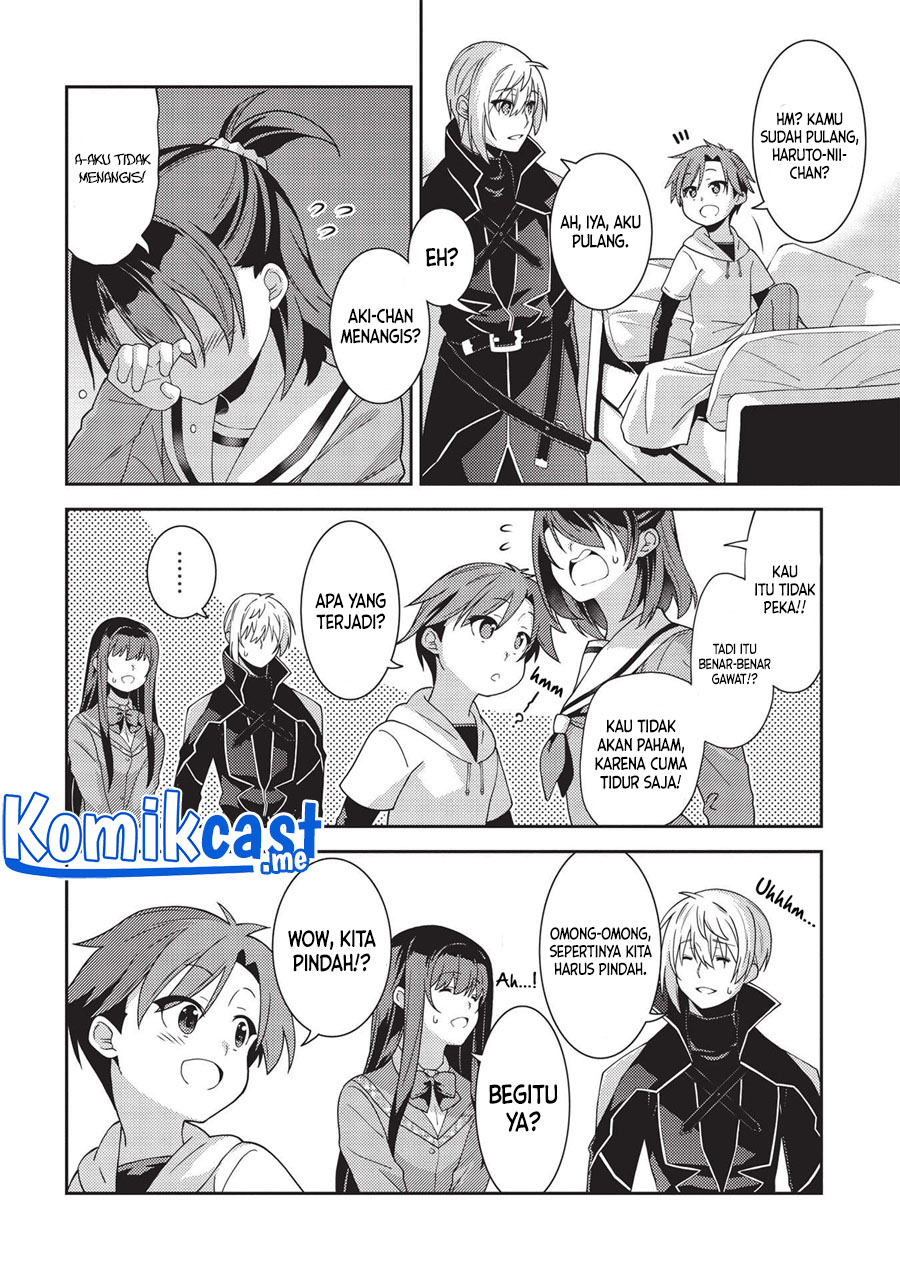 HM? KAMU
SUDAH PULANG,
HARUTO-NII-
CHAN?
AH, IYA, AKU
PULANG.
EH?
AKI-CHAN
MENANGIS?
A-AKU TIDAK
MENANGIS!
KAU
ITU TIDAK
PEKA!!
TADI ITU
BENAR-BENAR
GAWAT!?
KAU TIDAK
AKAN PAHAM,
KARENA CUMA
TIDUR SAJA!
hmm
?
APA YANG
TERJADI?
......
Komikcast
.me
Uhhhm...
OMONG-OMONG,
SEPERTINYA KITA
HARUS PINDAH.
BEGITU
YA?
Ah...!
WOW, KITA
PINDAH!?